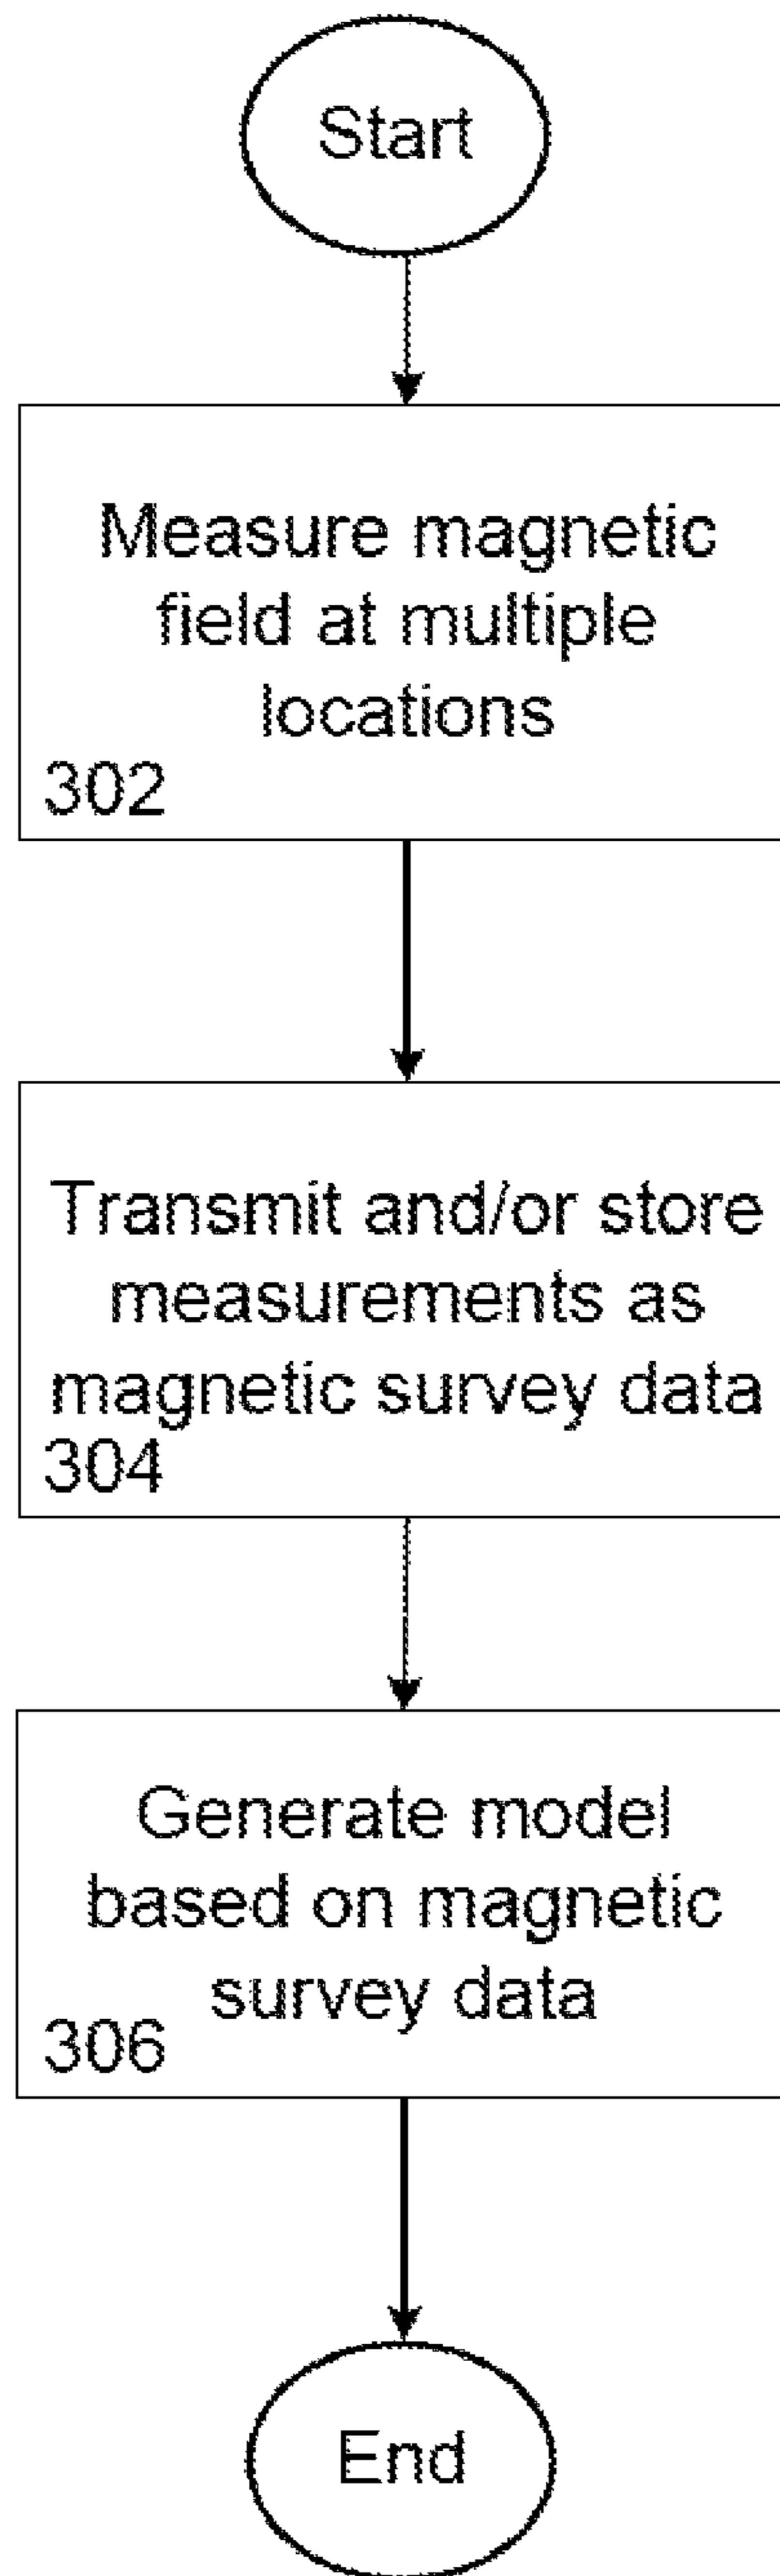 Start
Measure magnetic
field at multiple
locations
302
Transmit and/or store
measurements as
magnetic survey data
304
Generate model
based on magnetic
survey data
306
End